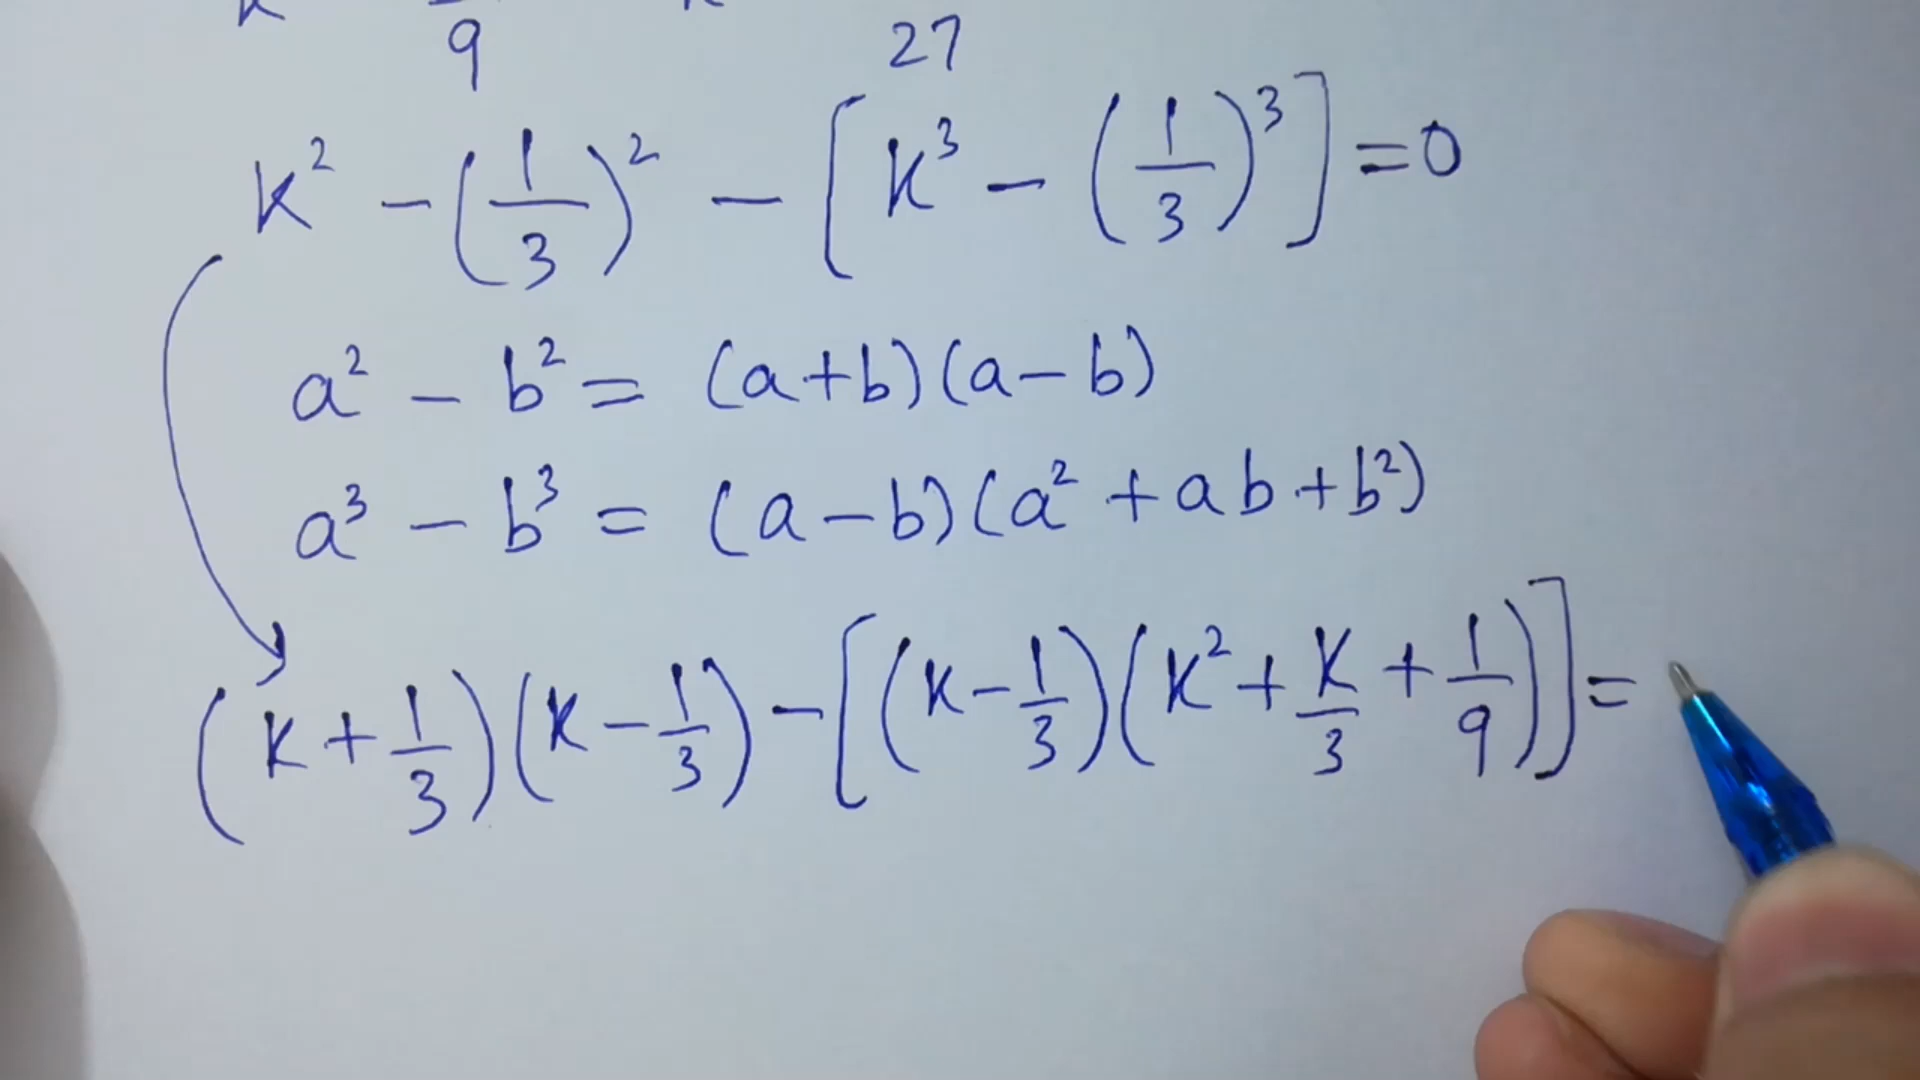 k 9 k 27
K² - (1/3)² - [K³ - (1/3)³] = 0
a² - b² = (a+b)(a-b)
a³ - b³ = (a-b)(a² + ab + b²)
(K + 1/3)(K - 1/3) - [(K - 1/3)(K² + K/3 + 1/9)] =